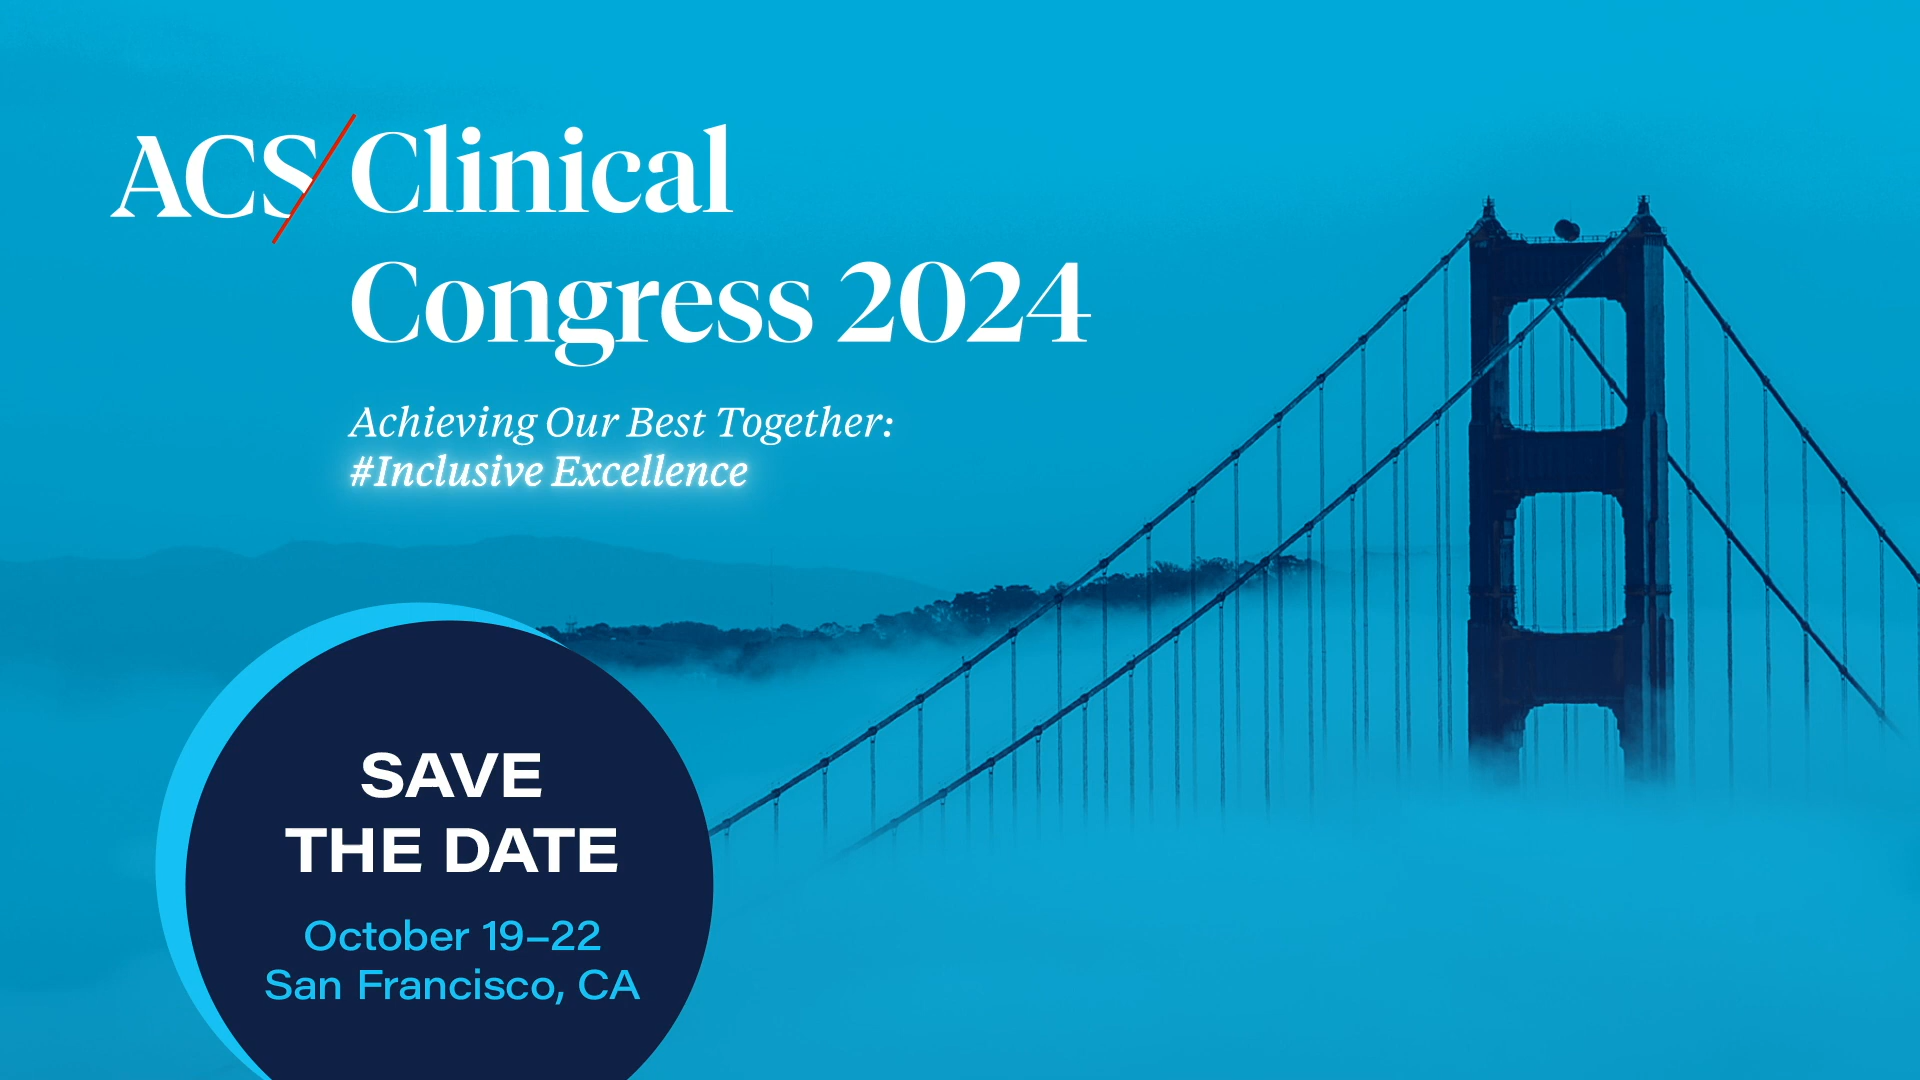 ACS/Clinical
Congress 2024
Achieving Our Best Together:
#Inclusive Excellence
SAVE
THE DATE
October 19–22
San Francisco, CA